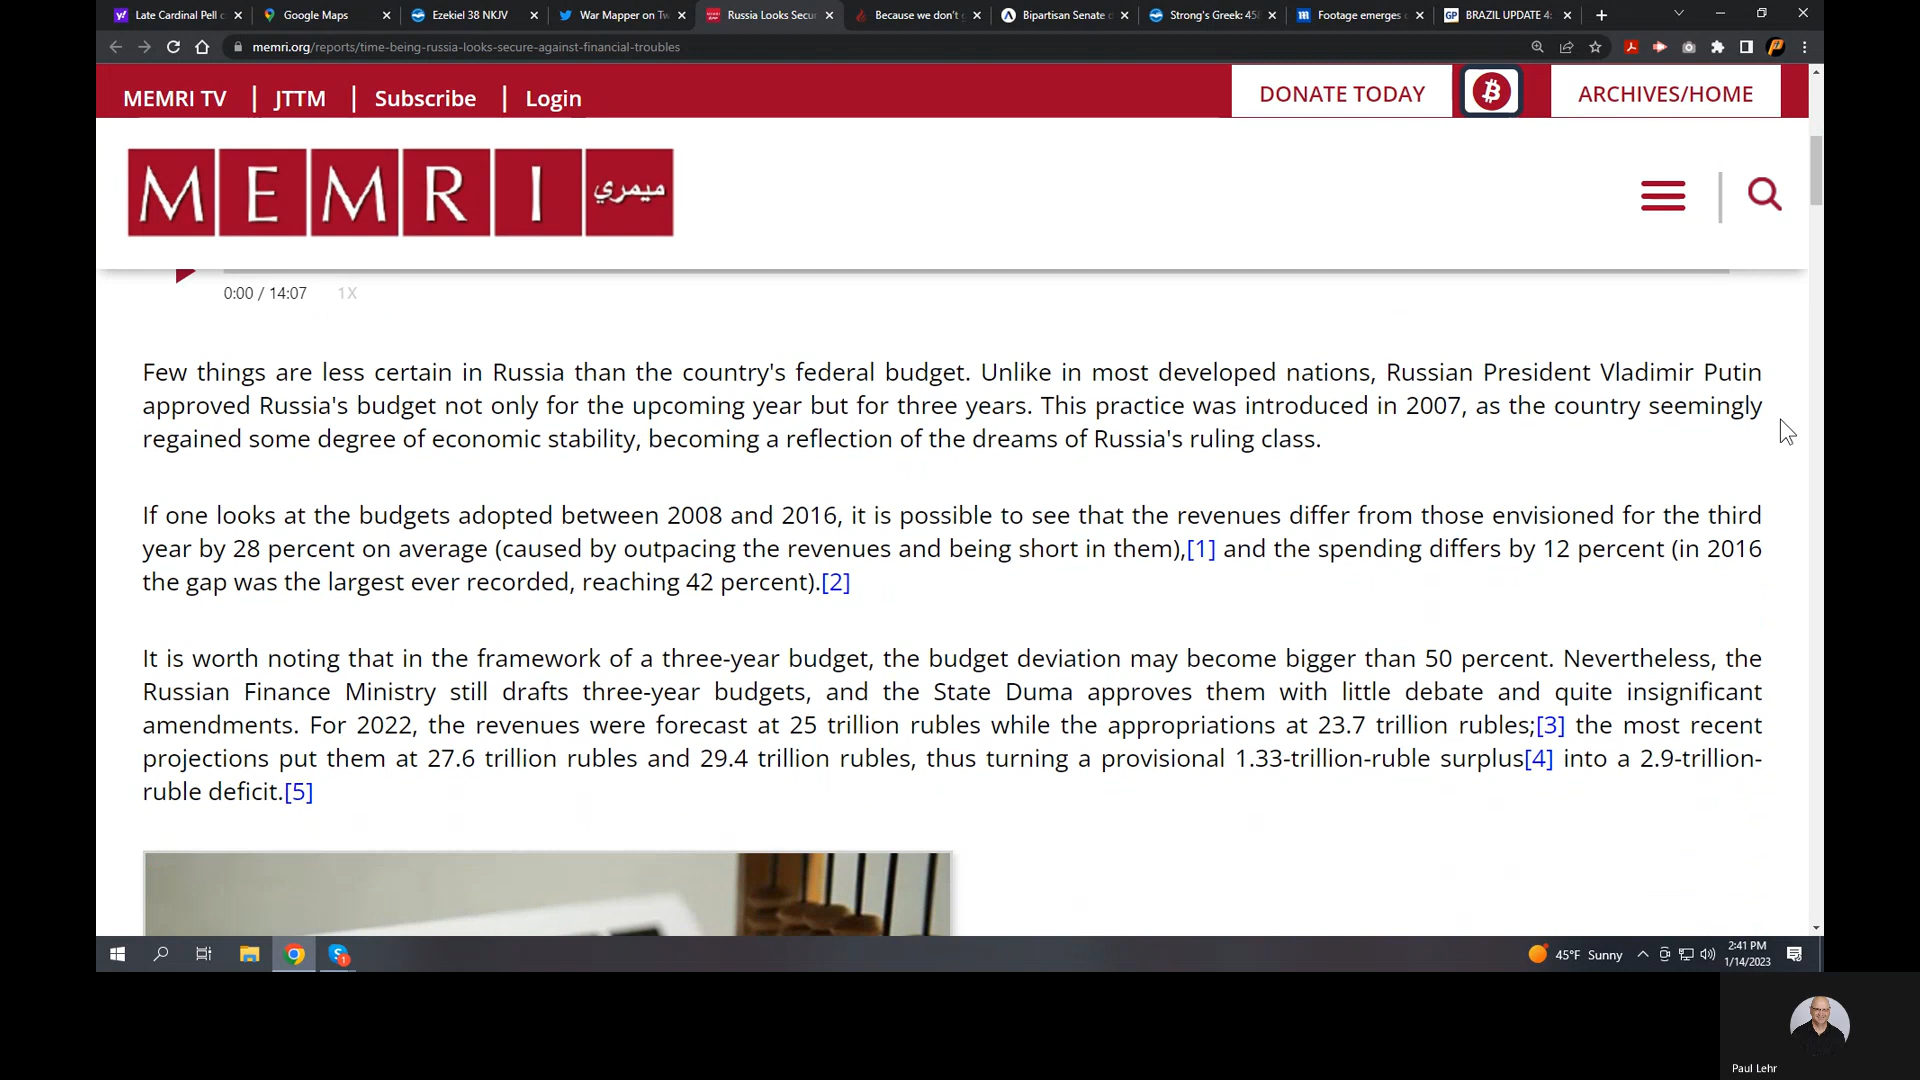 Late Cardinal Pell c
Google Maps
Ezekiel 38 NKJV
War Mapper on Tw
Russia Looks Secu
Because we don't g
Bipartisan Senate c
Strong's Greek: 458
Footage emerges o
BRAZIL UPDATE 4:
memri.org/reports/time-being-russia-looks-secure-against-financial-troubles
MEMRI TV | JTTM | Subscribe | Login
DONATE TODAY
ARCHIVES/HOME
MEMRI ميمري
0:00 / 14:07 1X
Few things are less certain in Russia than the country's federal budget. Unlike in most developed nations, Russian President Vladimir Putin
approved Russia's budget not only for the upcoming year but for three years. This practice was introduced in 2007, as the country seemingly
regained some degree of economic stability, becoming a reflection of the dreams of Russia's ruling class.
If one looks at the budgets adopted between 2008 and 2016, it is possible to see that the revenues differ from those envisioned for the third
year by 28 percent on average (caused by outpacing the revenues and being short in them),[1] and the spending differs by 12 percent (in 2016
the gap was the largest ever recorded, reaching 42 percent).[2]
It is worth noting that in the framework of a three-year budget, the budget deviation may become bigger than 50 percent. Nevertheless, the
Russian Finance Ministry still drafts three-year budgets, and the State Duma approves them with little debate and quite insignificant
amendments. For 2022, the revenues were forecast at 25 trillion rubles while the appropriations at 23.7 trillion rubles;[3] the most recent
projections put them at 27.6 trillion rubles and 29.4 trillion rubles, thus turning a provisional 1.33-trillion-ruble surplus[4] into a 2.9-trillion-
ruble deficit.[5]
45°F Sunny
2:41 PM
1/14/2023
Paul Lehr